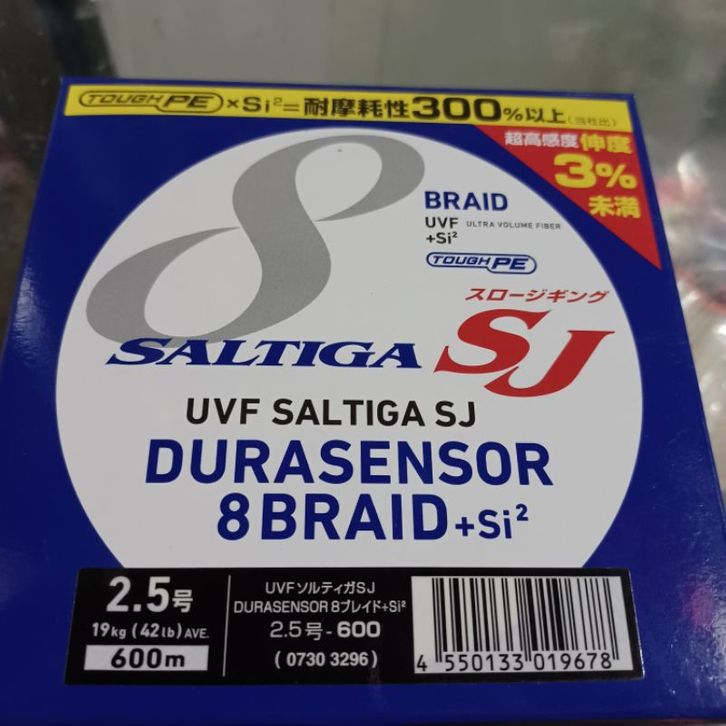 TOUGH PE ×Si²=耐摩耗性300%以上(当社比)
超高感度 伸度
3%
未満
8
BRAID
UVF ULTRA VOLUME FIBER
+Si²
TOUGH PE
スロージギング
SALTIGA SJ
UVF SALTIGA SJ
DURASENSOR
8BRAID+Si²
2.5号
19kg (42lb) AVE.
600m
UVFソルティガSJ
DURASENSOR 8ブレイド+Si²
2.5号-600
( 0730 3296 )
4 550133 019678